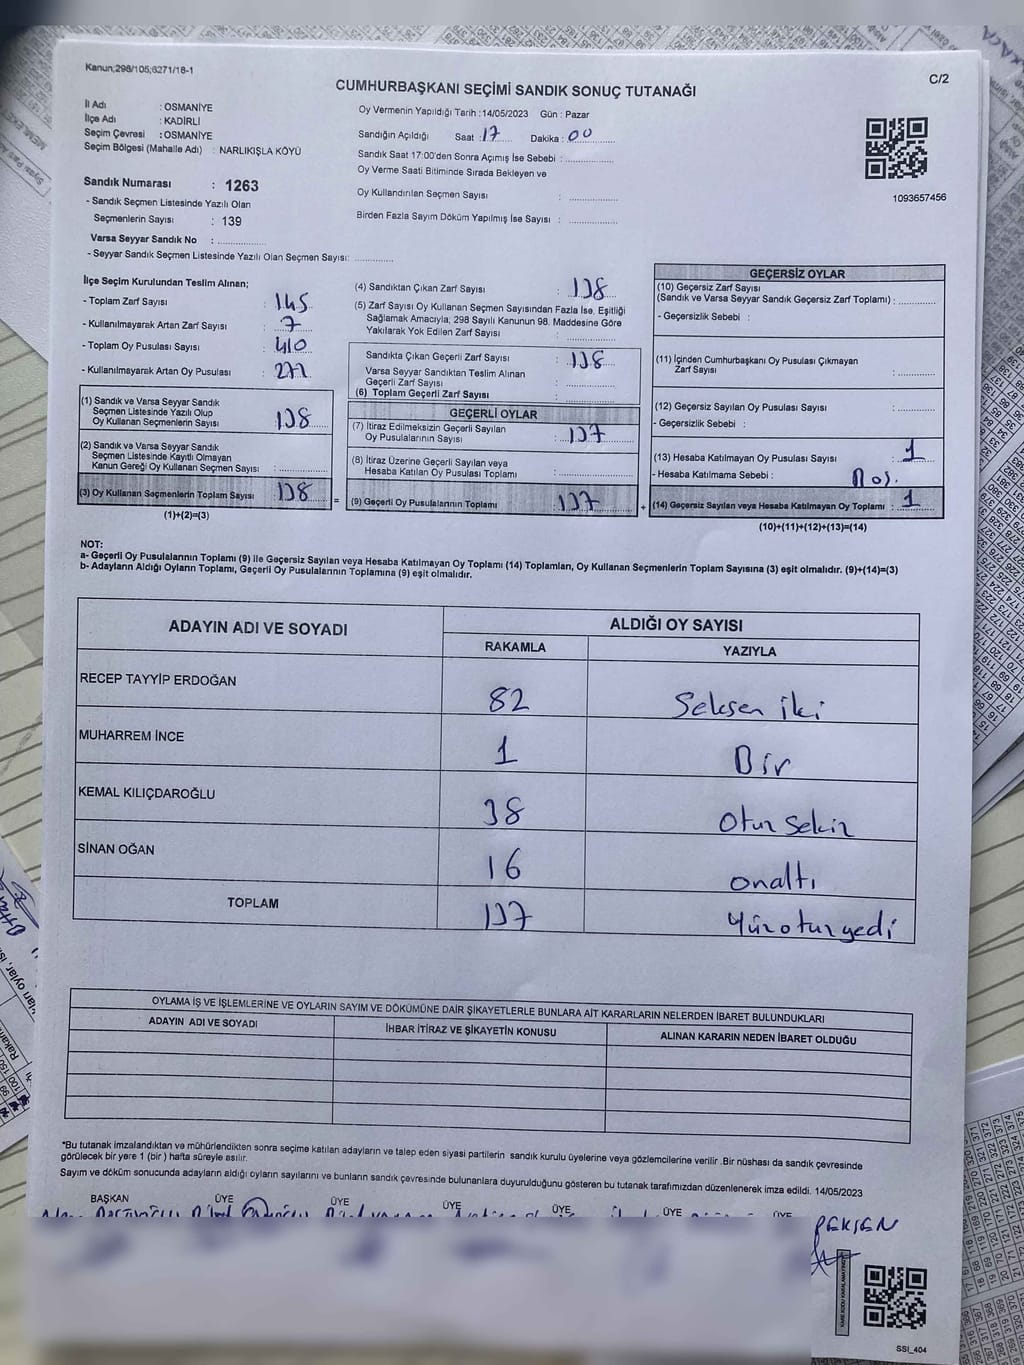 Kanun;298/105;6271/18-1
C/2
CUMHURBAŞKANI SEÇİMİ SANDIK SONUÇ TUTANAĞI
İl Adı : OSMANİYE
İlçe Adı : KADİRLİ
Seçim Çevresi : OSMANİYE
Seçim Bölgesi (Mahalle Adı) : NARLIKIŞLA KÖYÜ
Sandık Numarası : 1263
- Sandık Seçmen Listesinde Yazılı Olan
Seçmenlerin Sayısı : 139
Varsa Seyyar Sandık No :
- Seyyar Sandık Seçmen Listesinde Yazılı Olan Seçmen Sayısı:
Oy Vermenin Yapıldığı Tarih :14/05/2023 Gün : Pazar
Sandığın Açıldığı Saat : 17 Dakika : 00
Sandık Saat 17:00'den Sonra Açımış İse Sebebi :
Oy Verme Saati Bitiminde Sırada Bekleyen ve
Oy Kullandırılan Seçmen Sayısı :
Birden Fazla Sayım Döküm Yapılmış İse Sayısı :
1093657456
İlçe Seçim Kurulundan Teslim Alınan;
- Toplam Zarf Sayısı : 145
- Kullanılmayarak Artan Zarf Sayısı : 7
- Toplam Oy Pusulası Sayısı : 410
- Kullanılmayarak Artan Oy Pusulası : 272
(1) Sandık ve Varsa Seyyar Sandık
Seçmen Listesinde Yazılı Olup
Oy Kullanan Seçmenlerin Sayısı : 138
(2) Sandık ve Varsa Seyyar Sandık
Seçmen Listesinde Kayıtlı Olmayan
Kanun Gereği Oy Kullanan Seçmen Sayısı :
(3) Oy Kullanan Seçmenlerin Toplam Sayısı : 138
(1)+(2)=(3)
(4) Sandıktan Çıkan Zarf Sayısı : 138
(5) Zarf Sayısı Oy Kullanan Seçmen Sayısından Fazla İse, Eşitliği
Sağlamak Amacıyla; 298 Sayılı Kanunun 98. Maddesine Göre
Yakılarak Yok Edilen Zarf Sayısı :
Sandıkta Çıkan Geçerli Zarf Sayısı : 138
Varsa Seyyar Sandıktan Teslim Alınan
Geçerli Zarf Sayısı :
(6) Toplam Geçerli Zarf Sayısı :
GEÇERLİ OYLAR
(7) İtiraz Edilmeksizin Geçerli Sayılan
Oy Pusulalarının Sayısı : 137
(8) İtiraz Üzerine Geçerli Sayılan veya
Hesaba Katılan Oy Pusulası Toplamı :
= (9) Geçerli Oy Pusulalarının Toplamı : 137
GEÇERSİZ OYLAR
(10) Geçersiz Zarf Sayısı
(Sandık ve Varsa Seyyar Sandık Geçersiz Zarf Toplamı) :
- Geçersizlik Sebebi :
(11) İçinden Cumhurbaşkanı Oy Pusulası Çıkmayan
Zarf Sayısı :
(12) Geçersiz Sayılan Oy Pusulası Sayısı :
- Geçersizlik Sebebi :
(13) Hesaba Katılmayan Oy Pusulası Sayısı : 1
- Hesaba Katılmama Sebebi :
+ (14) Geçersiz Sayılan veya Hesaba Katılmayan Oy Toplamı : 1
(10)+(11)+(12)+(13)=(14)
NOT:
a- Geçerli Oy Pusulalarının Toplamı (9) ile Geçersiz Sayılan veya Hesaba Katılmayan Oy Toplamı (14) Toplamları, Oy Kullanan Seçmenlerin Toplam Sayısına (3) eşit olmalıdır. (9)+(14)=(3)
b- Adayların Aldığı Oyların Toplamı, Geçerli Oy Pusulalarının Toplamına (9) eşit olmalıdır.
ADAYIN ADI VE SOYADI ALDIĞI OY SAYISI
RAKAMLA YAZIYLA
RECEP TAYYİP ERDOĞAN 82 Seksen iki
MUHARREM İNCE 1 Bir
KEMAL KILIÇDAROĞLU 38 Otuz Sekiz
SİNAN OĞAN 16 onaltı
TOPLAM 137 Yüzotuzyedi
OYLAMA İŞ VE İŞLEMLERİNE VE OYLARIN SAYIM VE DÖKÜMÜNE DAİR ŞİKAYETLERLE BUNLARA AİT KARARLARIN NELERDEN İBARET BULUNDUKLARI
ADAYIN ADI VE SOYADI İHBAR İTİRAZ VE ŞİKAYETİN KONUSU ALINAN KARARIN NEDEN İBARET OLDUĞU
*Bu tutanak imzalandıktan ve mühürlendikten sonra seçime katılan adayların ve talep eden siyasi partilerin sandık kurulu üyelerine veya gözlemcilerine verilir .Bir nüshası da sandık çevresinde
görülecek bir yere 1 (bir ) hafta süreyle asılır.
Sayım ve döküm sonucunda adayların aldığı oyların sayılarını ve bunların sandık çevresinde bulunanlara duyurulduğunu gösteren bu tutanak tarafımızdan düzenlenerek imza edildi. 14/05/2023
BAŞKAN ÜYE ÜYE ÜYE ÜYE ÜYE ÜYE
SSI_404